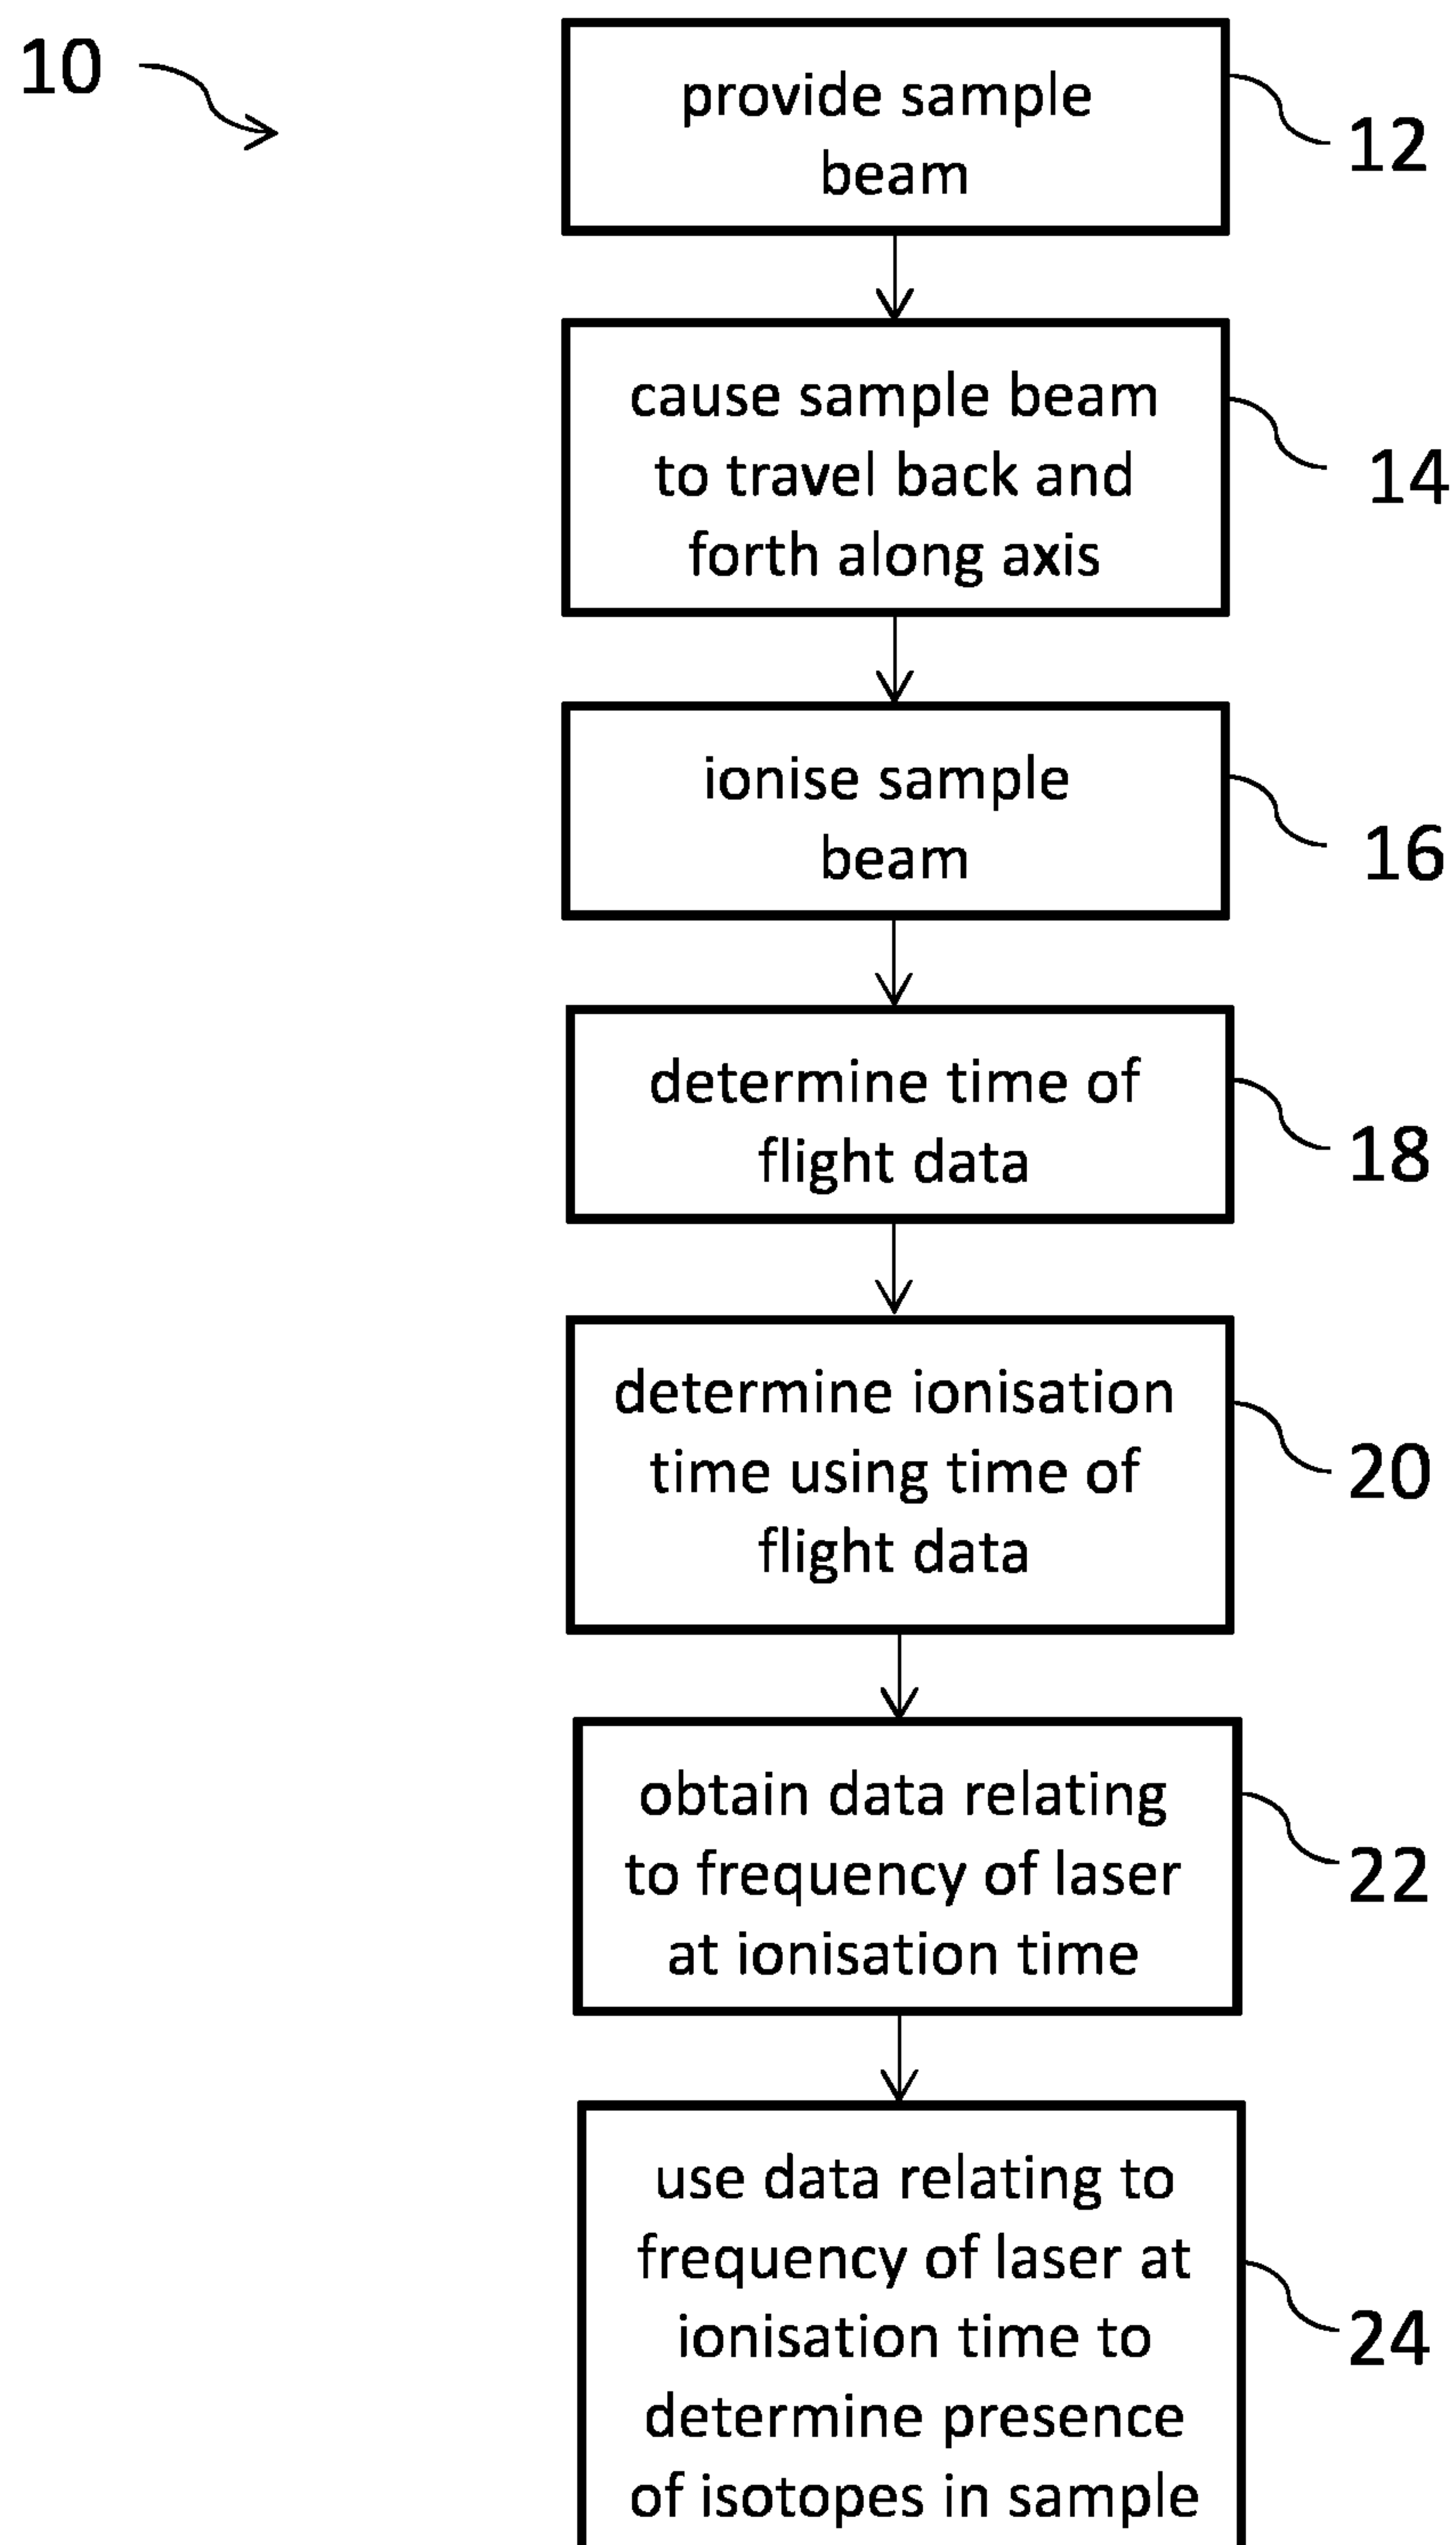 10
provide sample
beam
12
cause sample beam
to travel back and
forth along axis
14
ionise sample
beam
16
determine time of
flight data
18
determine ionisation
time using time of
flight data
20
obtain data relating
to frequency of laser
at ionisation time
22
use data relating to
frequency of laser at
ionisation time to
determine presence
of isotopes in sample
24